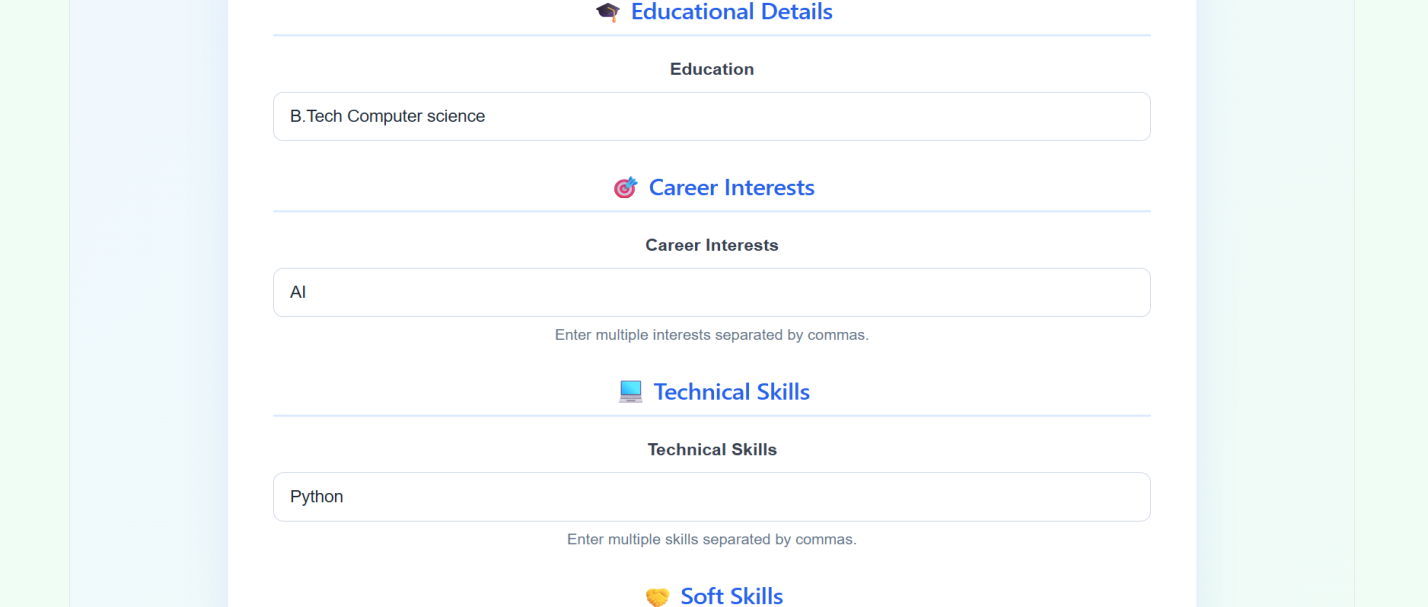 Educational Details
Education
B.Tech Computer science
Career Interests
Career Interests
AI
Enter multiple interests separated by commas.
Technical Skills
Technical Skills
Python
Enter multiple skills separated by commas.
Soft Skills